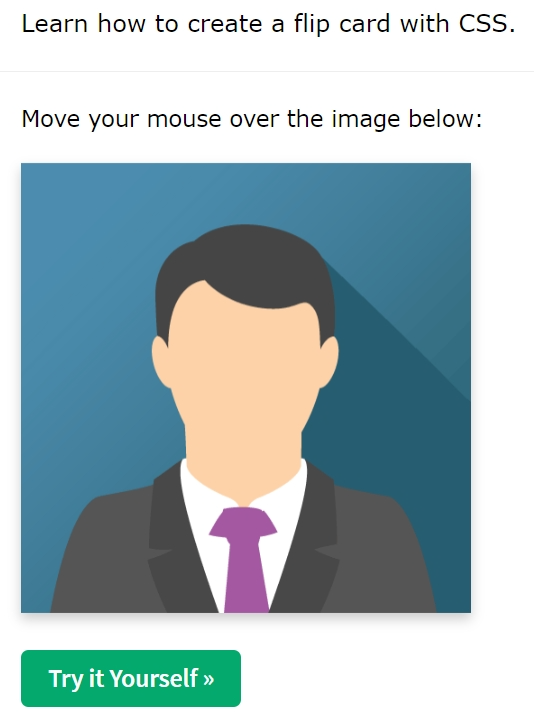 Learn how to create a flip card with CSS.
Move your mouse over the image below:
Try it Yourself »